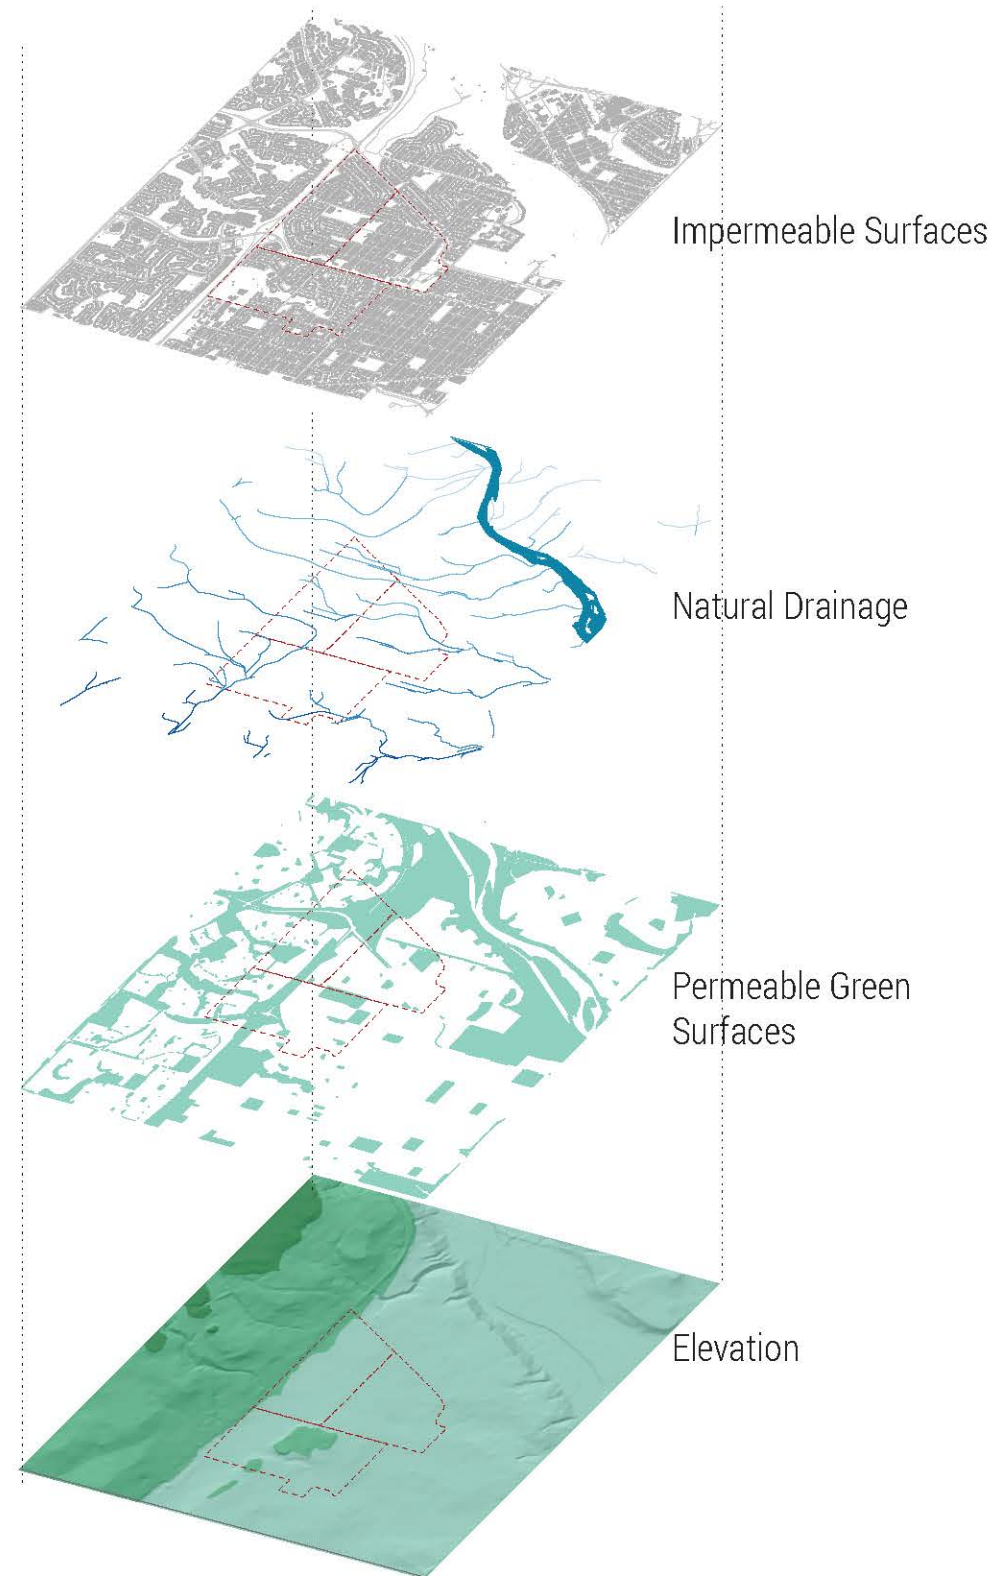 Impermeable Surfaces
Natural Drainage
Permeable Green
Surfaces
Elevation